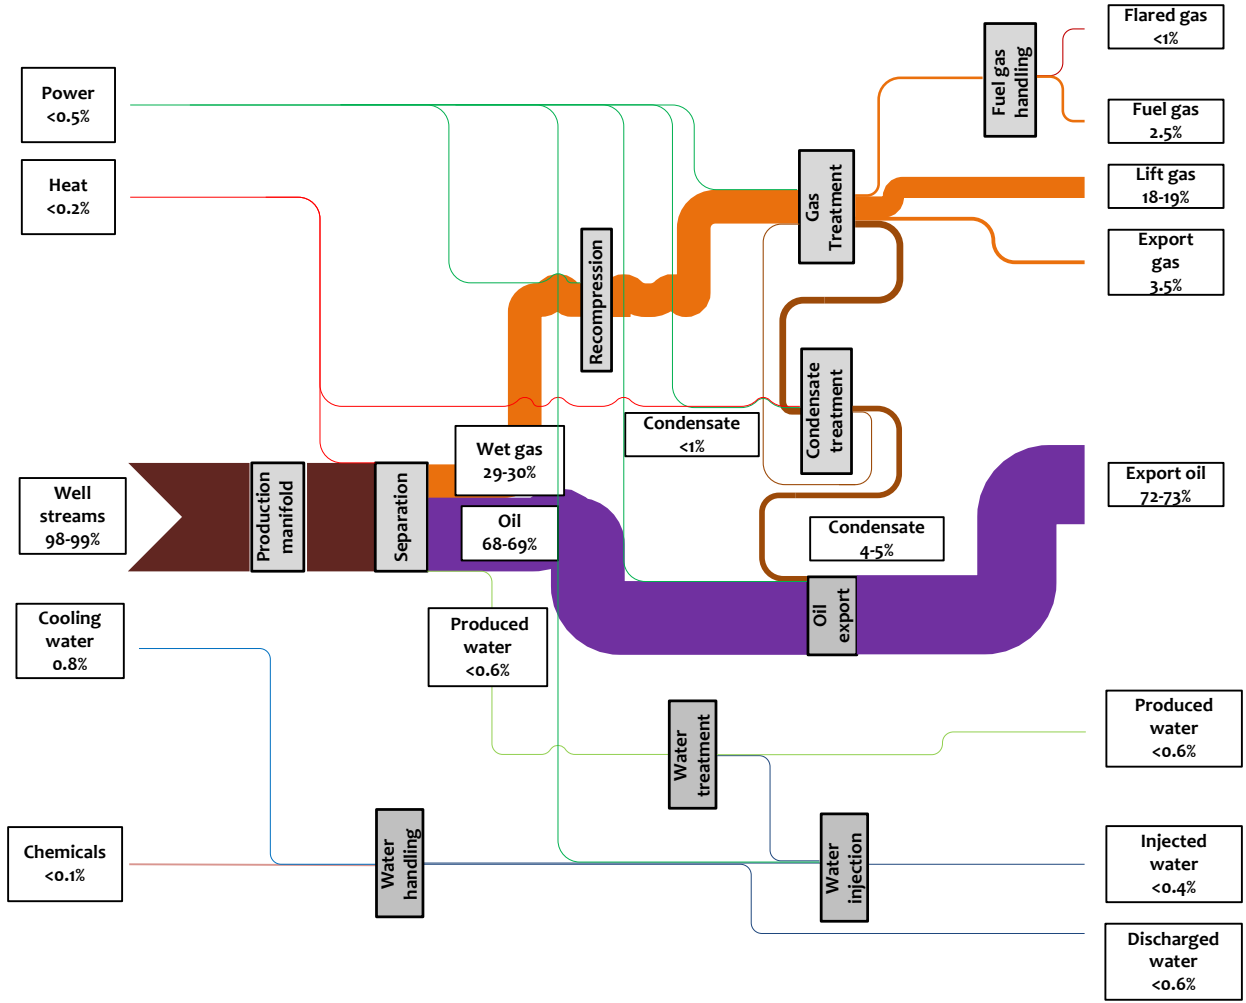 Flared gas
<1%
Fuel gas
handling
Power
<0.5%
Fuel gas
2.5%
Heat
<0.2%
Gas
Treatment
Lift gas
18-19%
Export
gas
3.5%
Recompression
Condensate
treatment
Condensate
<1%
Wet gas
29-30%
Export oil
72-73%
Well
streams
98-99%
Production
manifold
Separation
Oil
68-69%
Condensate
4-5%
Oil
export
Cooling
water
0.8%
Produced
water
<0.6%
Water
treatment
Produced
water
<0.6%
Chemicals
<0.1%
Water
handling
Water
injection
Injected
water
<0.4%
Discharged
water
<0.6%